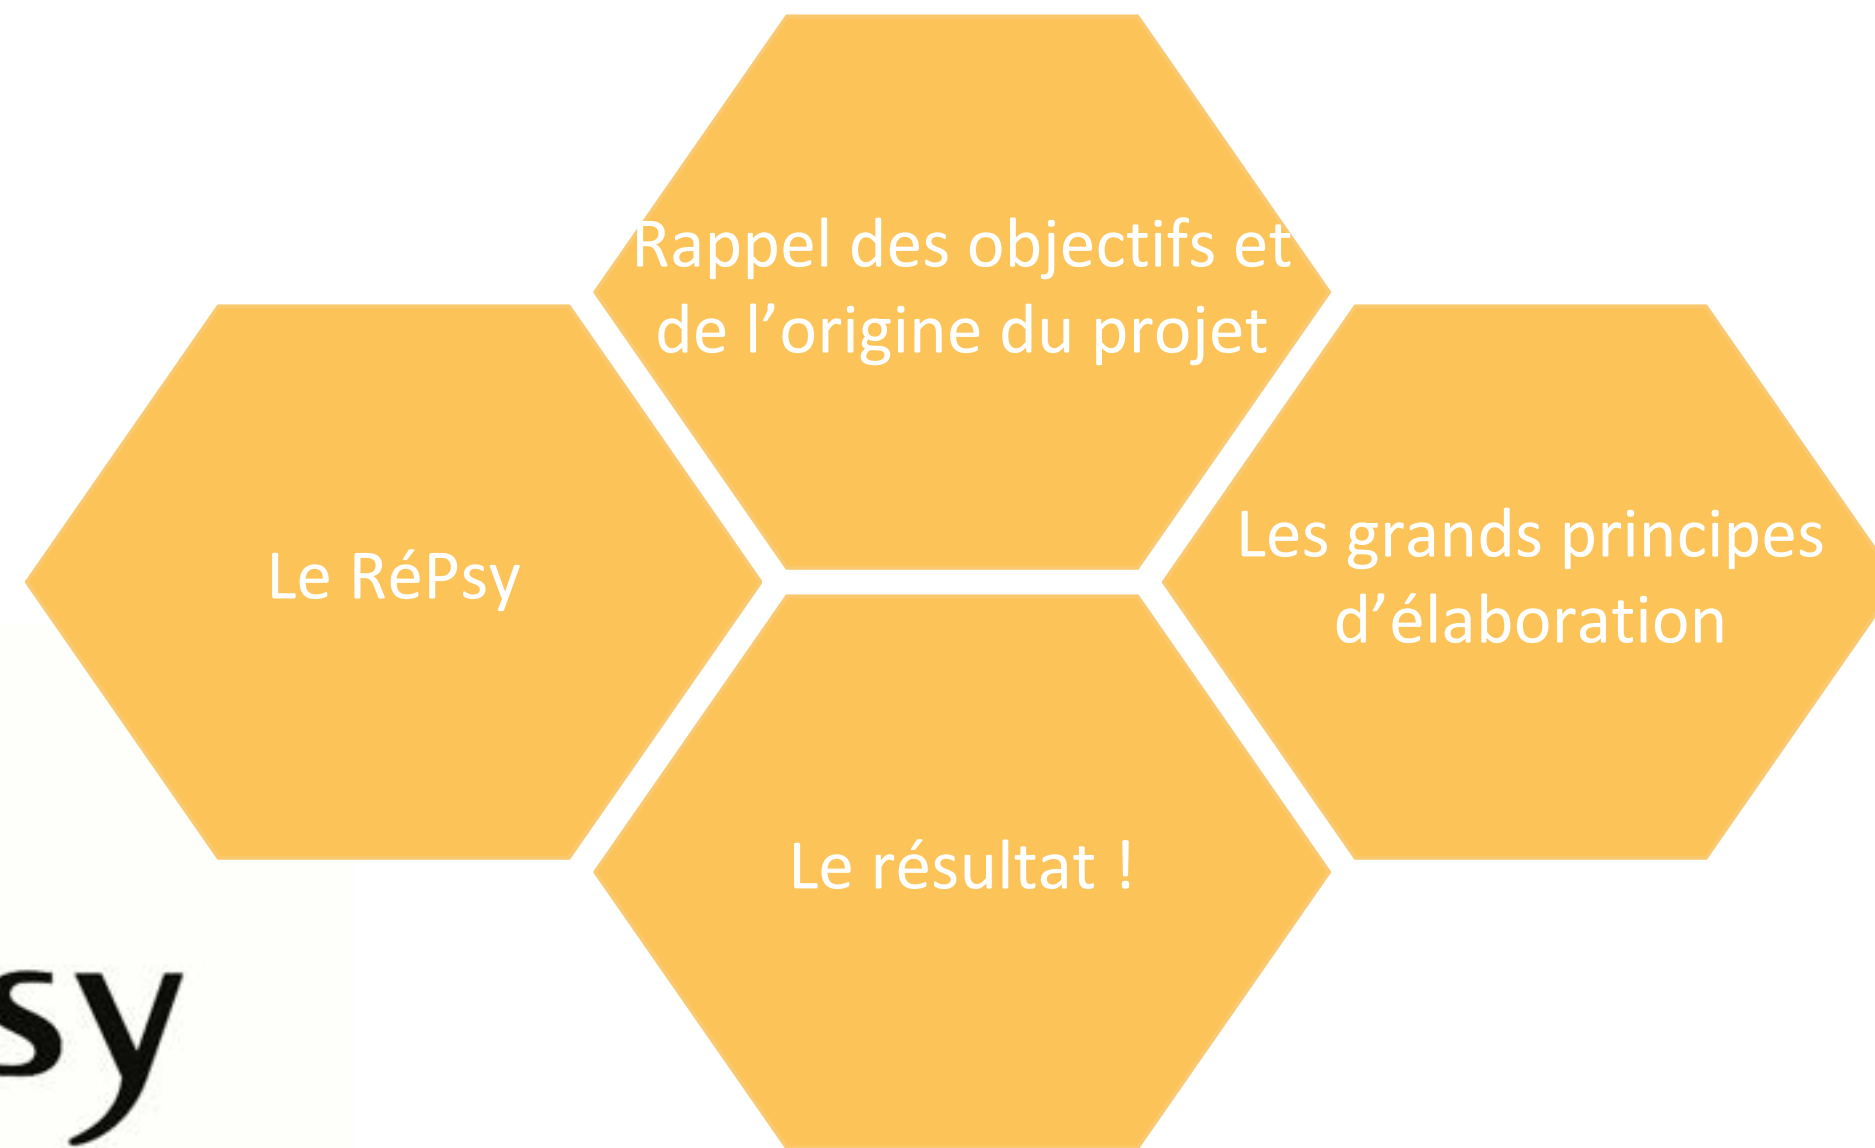 Rappel des objectifs et
de l’origine du projet
Le RéPsy
Les grands principes
d’élaboration
Le résultat !
sy